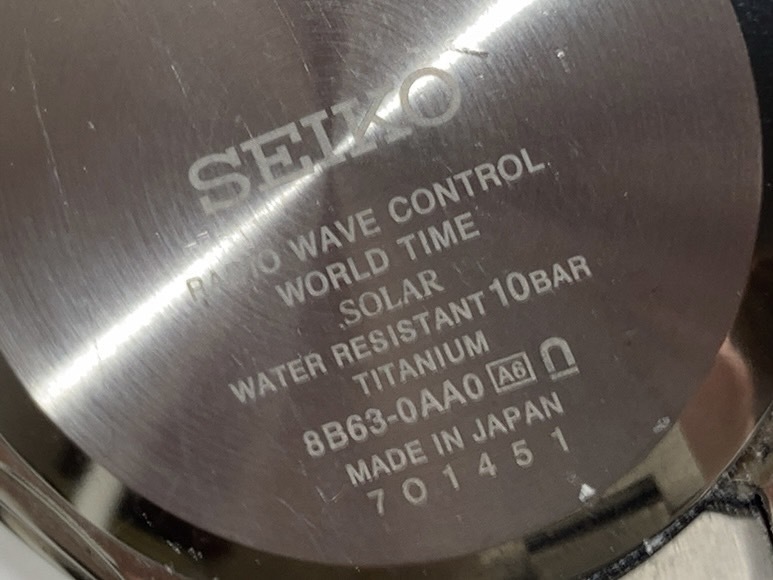 SEIKO
RADIO WAVE CONTROL
WORLD TIME
SOLAR
WATER RESISTANT 10BAR
TITANIUM
8B63-0AA0 A6
MADE IN JAPAN
701451